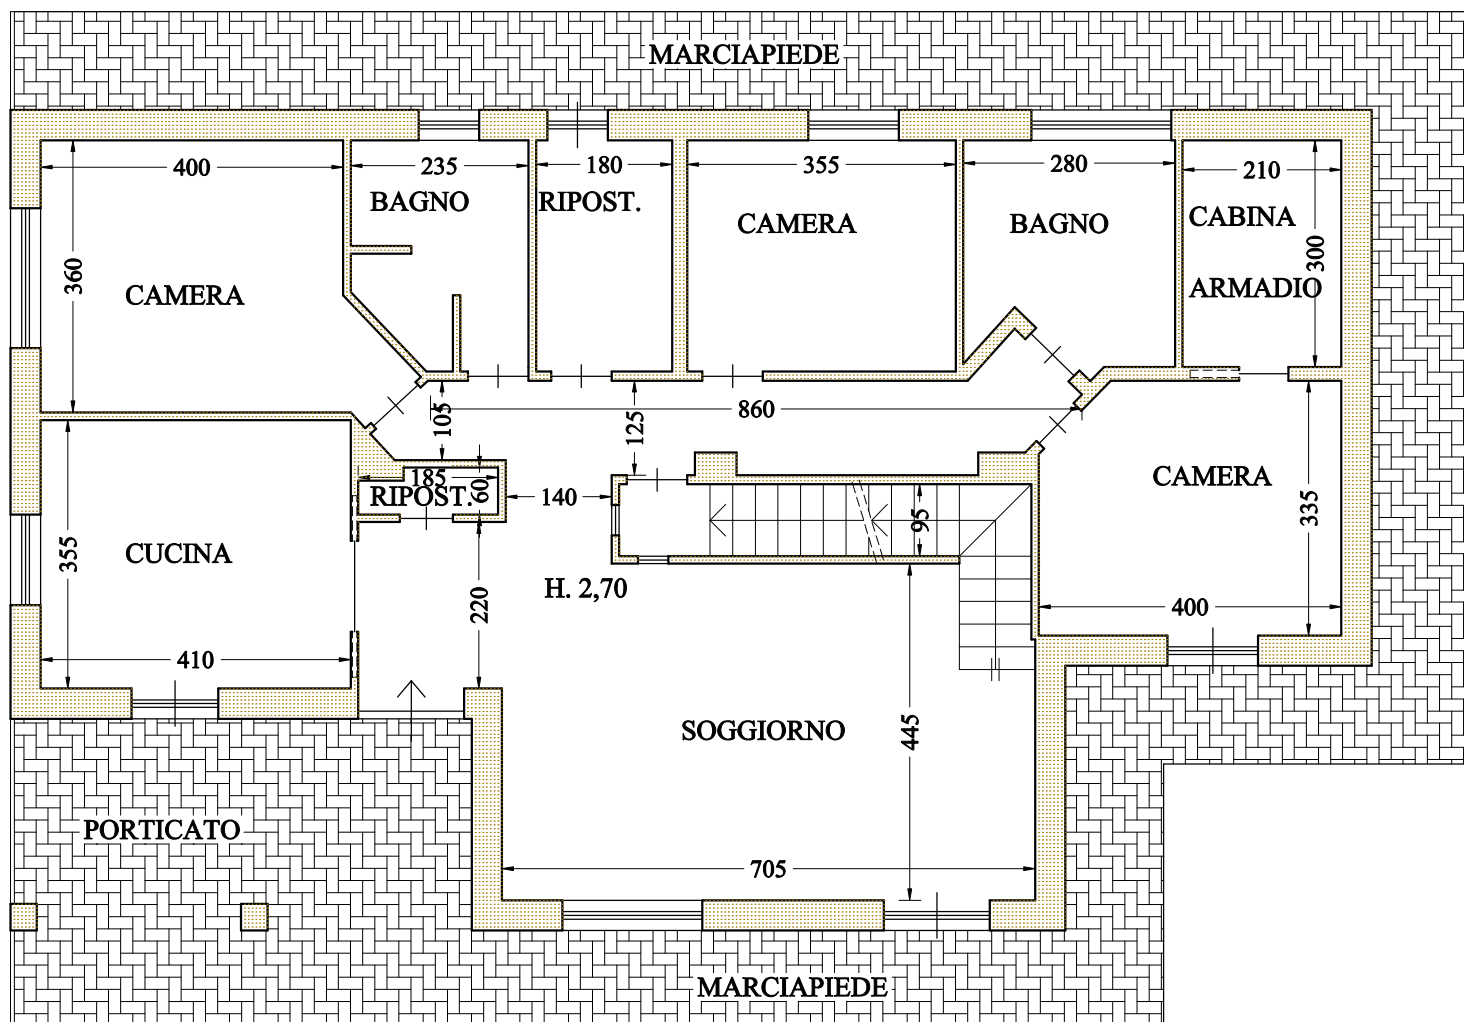 MARCIAPIEDE
400
235
180
355
280
210
BAGNO
RIPOST.
CAMERA
BAGNO
CABINA
ARMADIO
300
360
CAMERA
105
860
125
185
RIPOST.
60
140
95
CAMERA
335
355
CUCINA
H. 2,70
220
400
410
SOGGIORNO
445
PORTICATO
705
MARCIAPIEDE